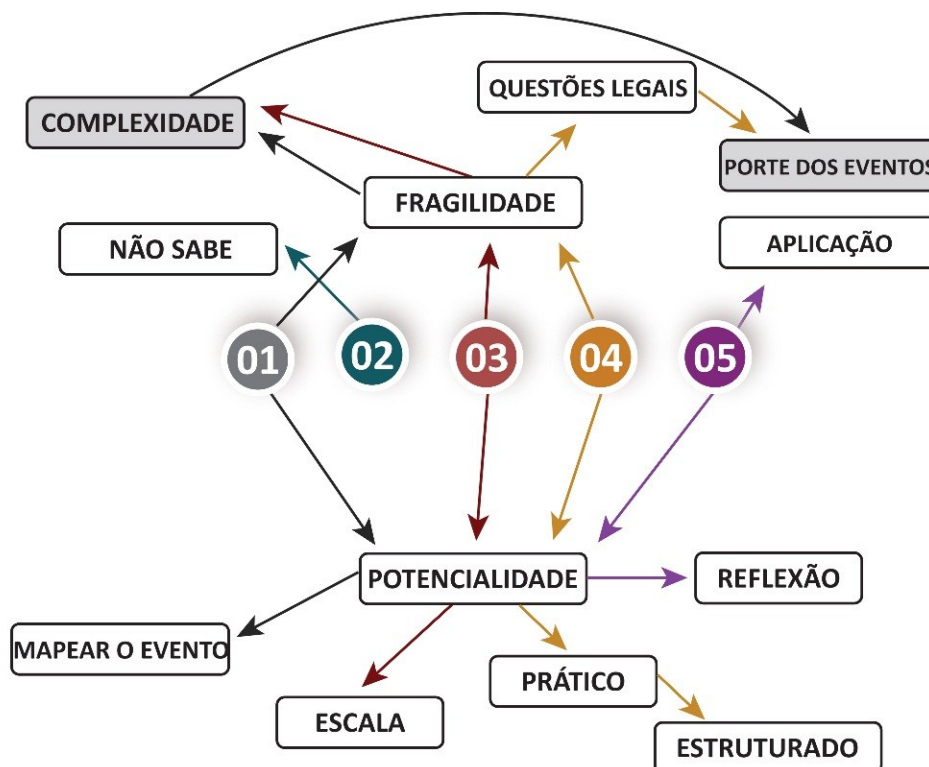 QUESTÕES LEGAIS
COMPLEXIDADE
PORTE DOS EVENTOS
FRAGILIDADE
NÃO SABE
APLICAÇÃO
01
02
03
04
05
POTENCIALIDADE
REFLEXÃO
MAPEAR O EVENTO
PRÁTICO
ESCALA
ESTRUTURADO